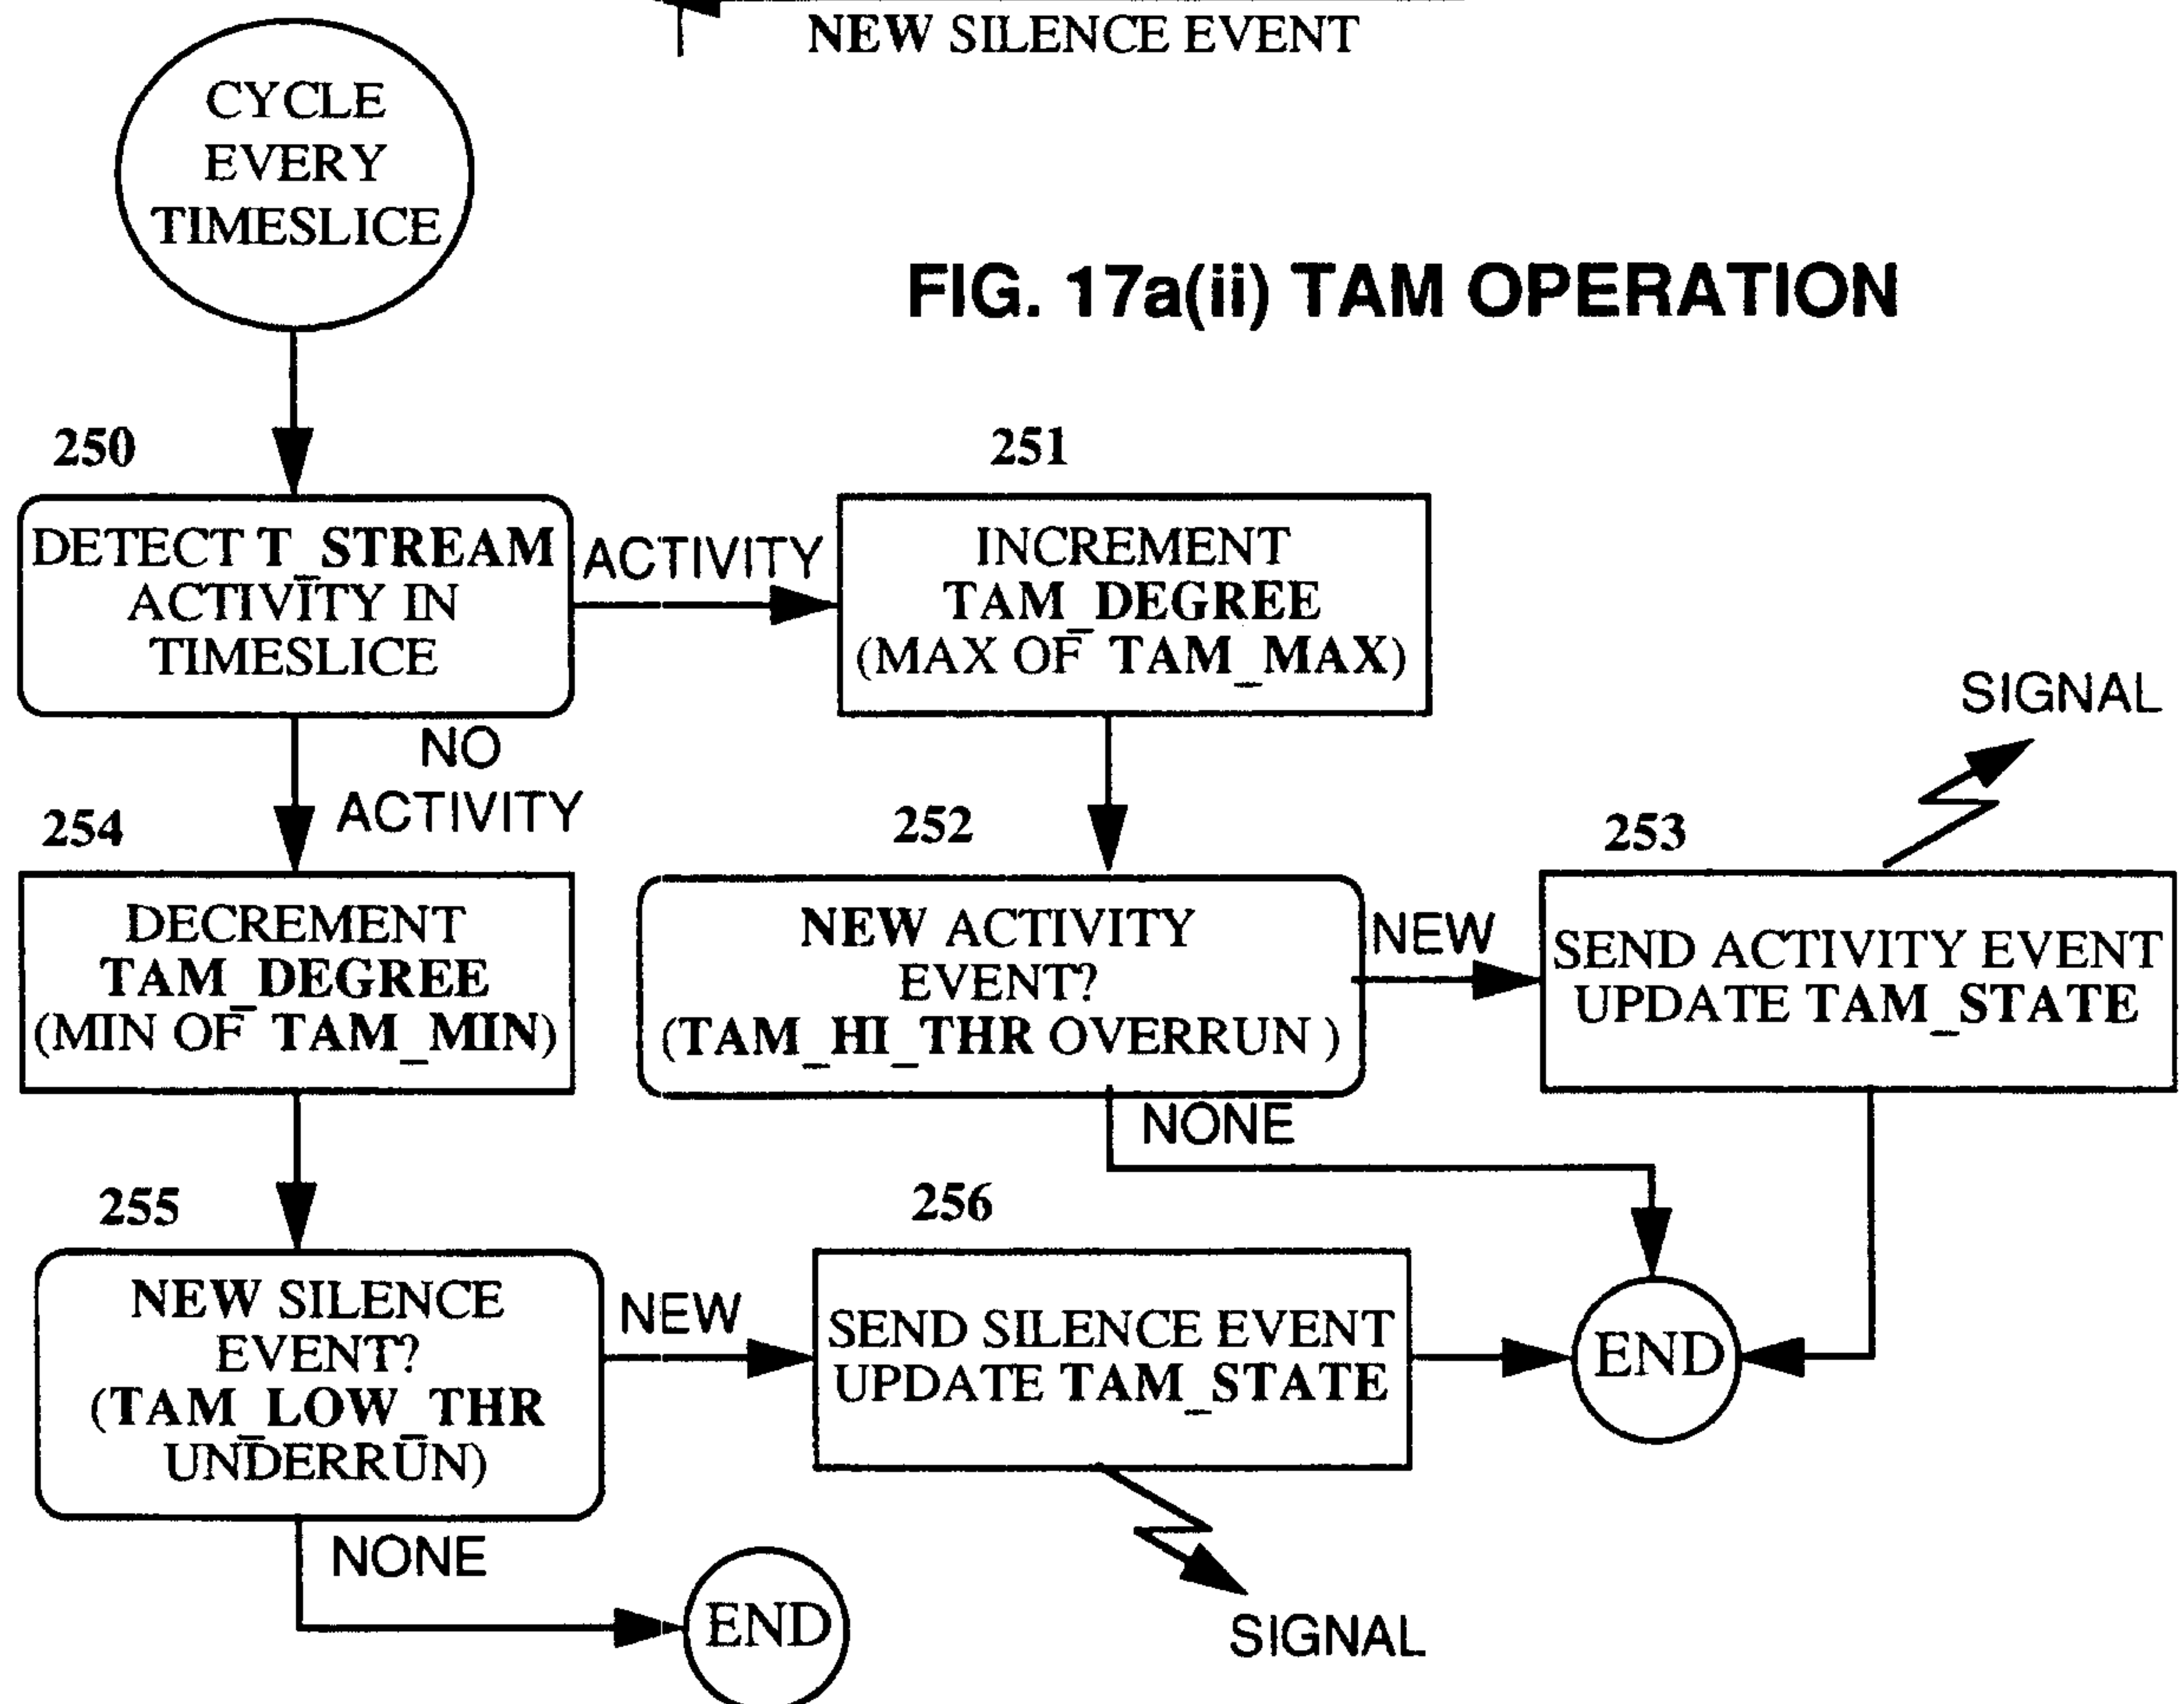 NEW SILENCE EVENT
CYCLE
EVERY
TIMESLICE
FIG. 17a(ii) TAM OPERATION
250
DETECT T_STREAM
ACTIVITY IN
TIMESLICE
ACTIVITY
251
INCREMENT
TAM_DEGREE
(MAX OF TAM_MAX)
NO
ACTIVITY
SIGNAL
254
DECREMENT
TAM_DEGREE
(MIN OF TAM_MIN)
252
NEW ACTIVITY
EVENT?
(TAM_HI_THR OVERRUN )
NEW
253
SEND ACTIVITY EVENT
UPDATE TAM_STATE
NONE
255
NEW SILENCE
EVENT?
(TAM_LOW_THR
UNDERRUN)
NEW
256
SEND SILENCE EVENT
UPDATE TAM_STATE
END
NONE
END
SIGNAL